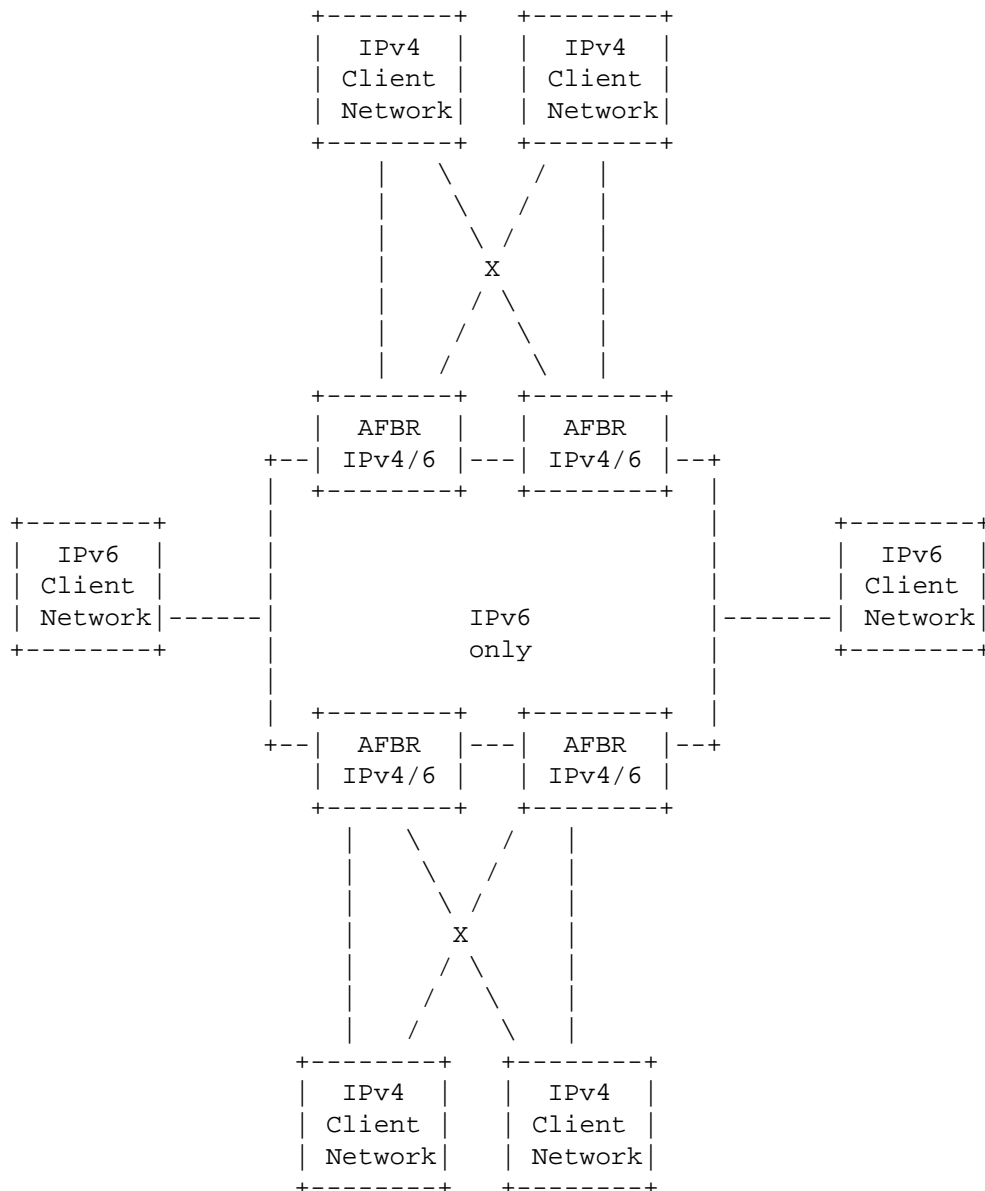 IPv4 IPv4
Client Client
Network Network
X
AFBR AFBR
IPv4/6 IPv4/6
IPv6 IPv6
Client Client
Network IPv6 Network
only
AFBR AFBR
IPv4/6 IPv4/6
X
IPv4 IPv4
Client Client
Network Network